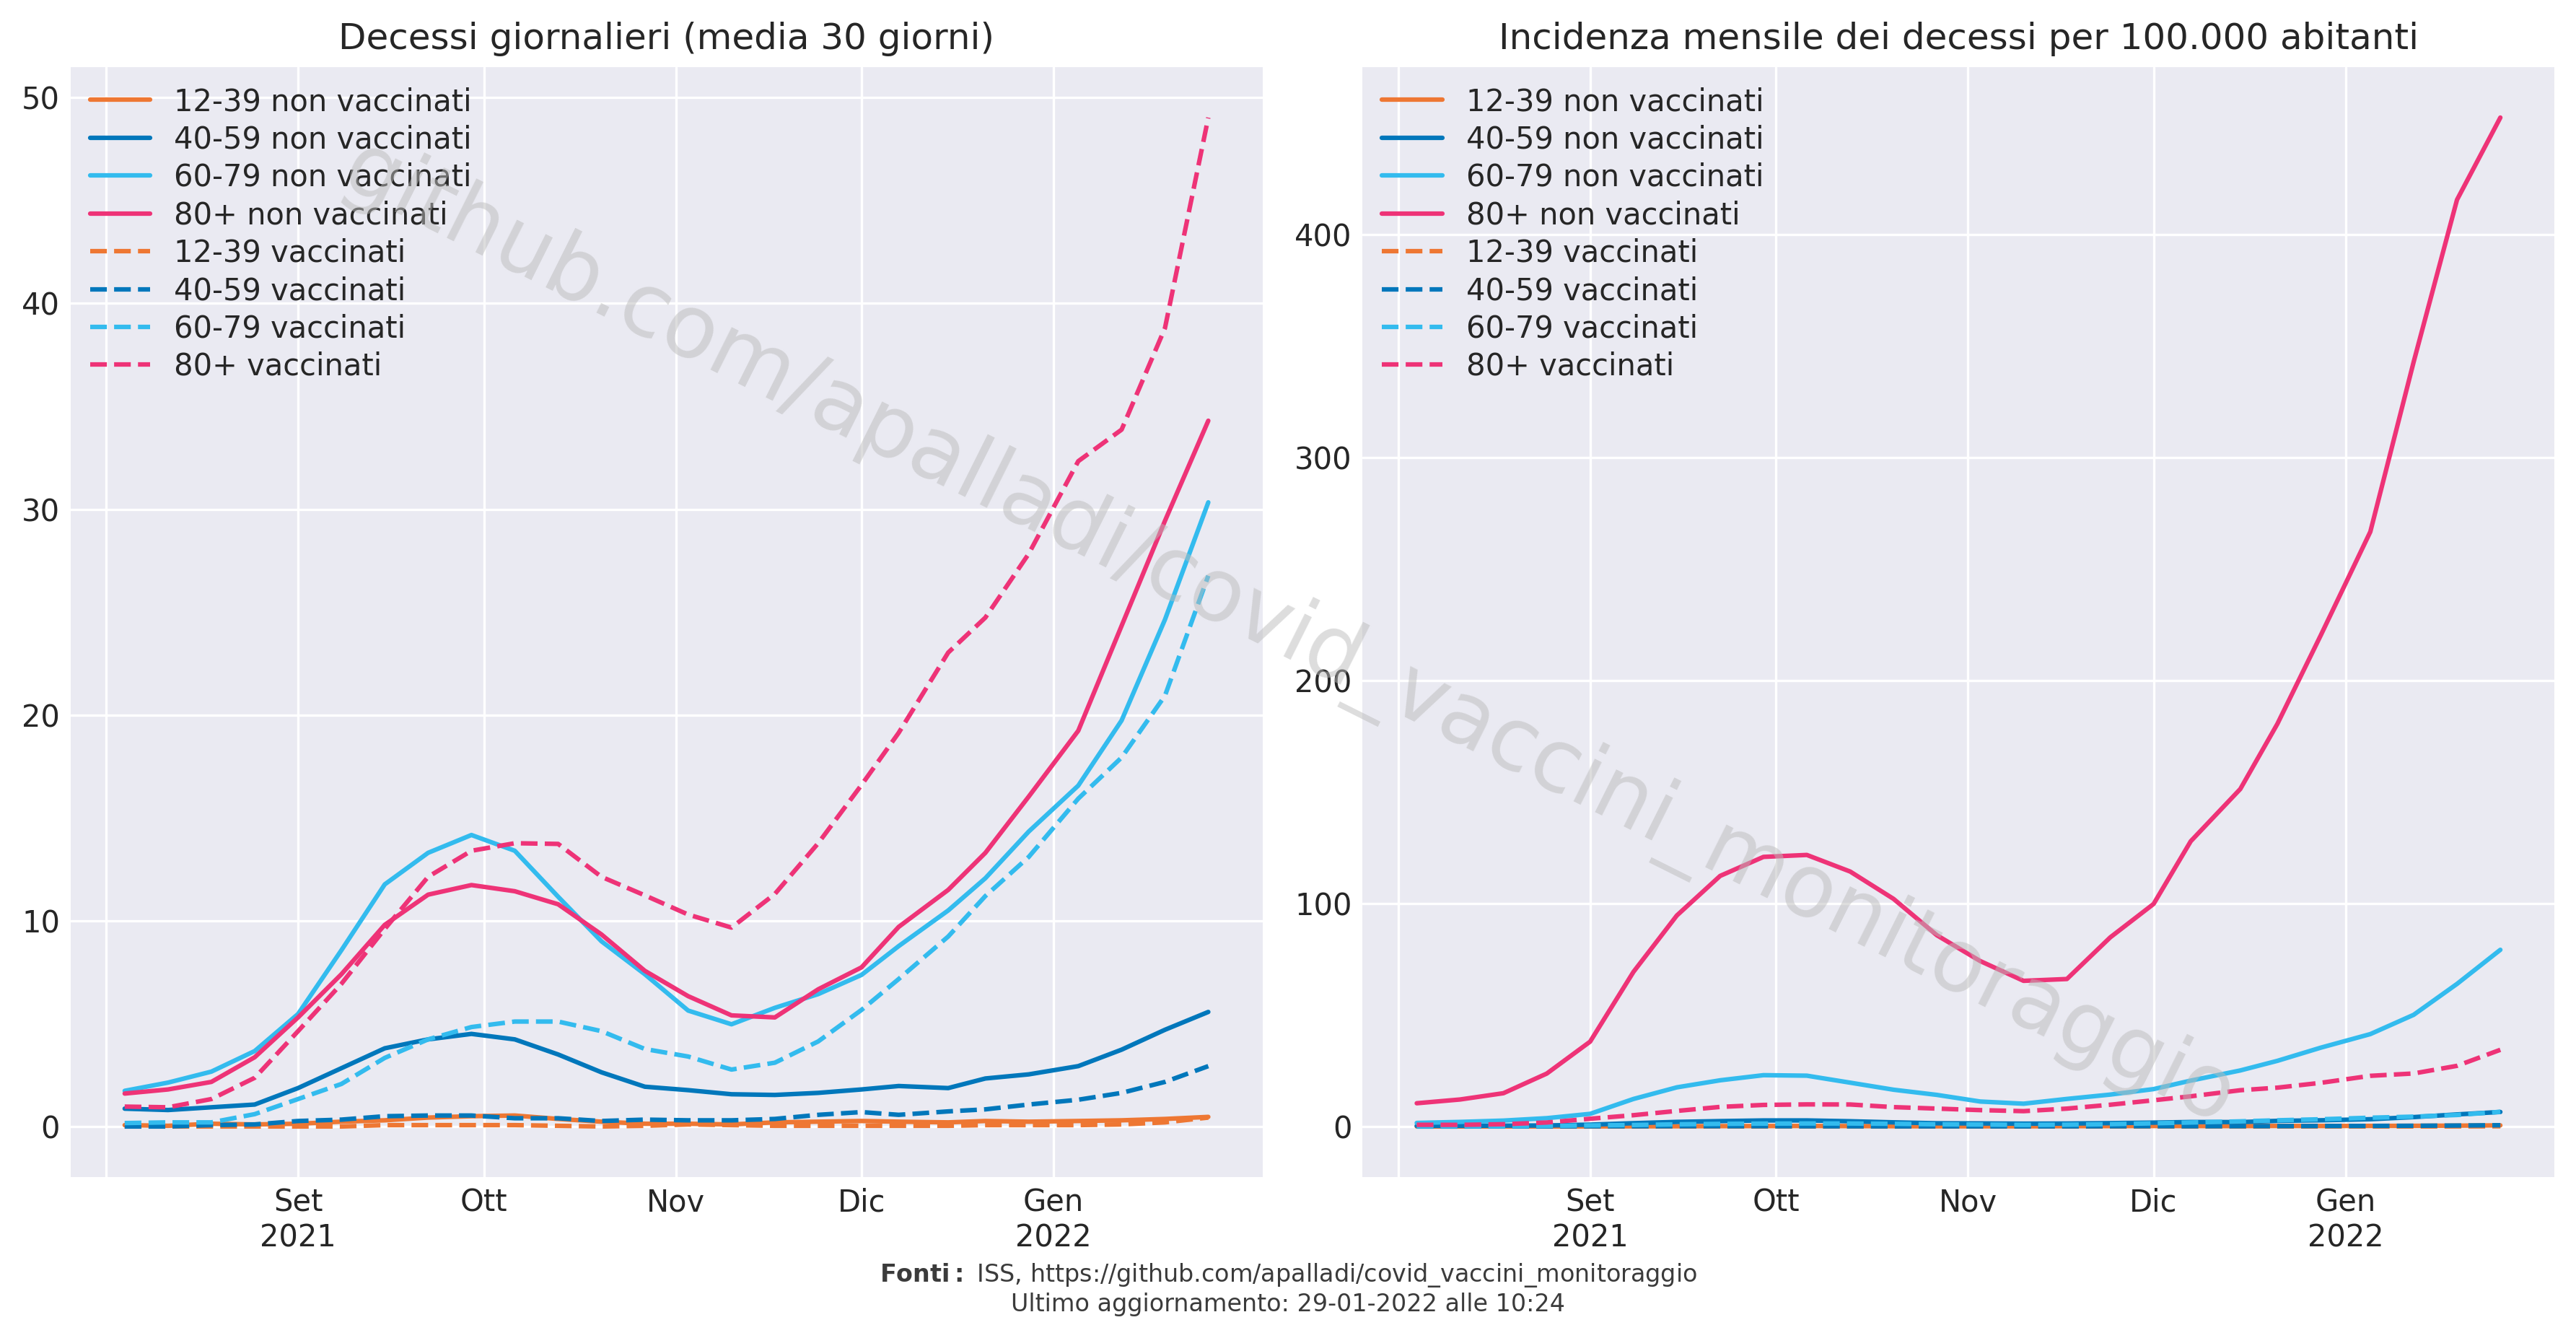 Decessi giornalieri (media 30 giorni)
50
40
30
20
10
0
12-39 non vaccinati
40-59 non vaccinati
60-79 non vaccinati
80+ non vaccinati
12-39 vaccinati
40-59 vaccinati
60-79 vaccinati
80+ vaccinati
Set
2021
Ott
Nov
Dic
Gen
2022
Incidenza mensile dei decessi per 100.000 abitanti
400
300
200
100
0
12-39 non vaccinati
40-59 non vaccinati
60-79 non vaccinati
80+ non vaccinati
12-39 vaccinati
40-59 vaccinati
60-79 vaccinati
80+ vaccinati
Set
2021
Ott
Nov
Dic
Gen
2022
github.com/apalladi/covid_vaccini_monitoraggio
Fonti: ISS, https://github.com/apalladi/covid_vaccini_monitoraggio
Ultimo aggiornamento: 29-01-2022 alle 10:24